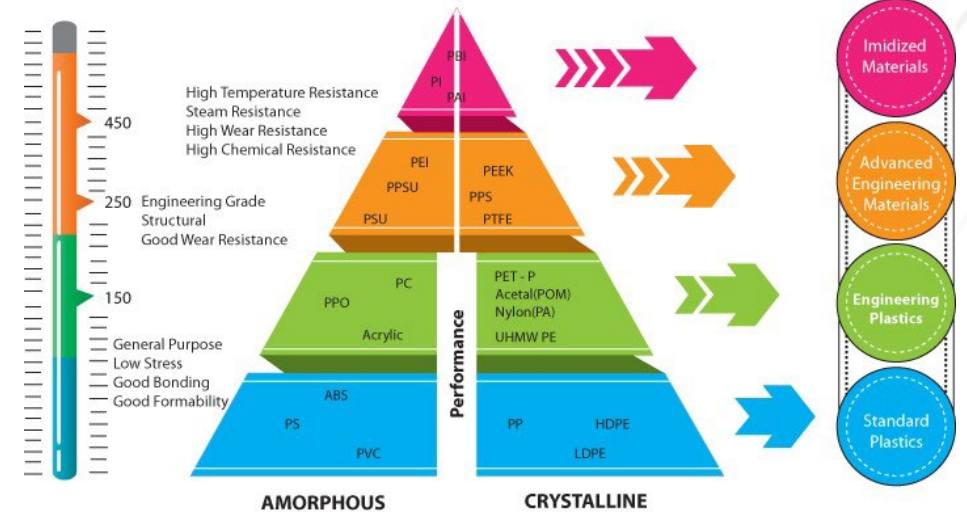 450
250
150
High Temperature Resistance
Steam Resistance
High Wear Resistance
High Chemical Resistance
Engineering Grade
Structural
Good Wear Resistance
General Purpose
Low Stress
Good Bonding
Good Formability
PBI
PI
PAI
PEI
PPSU
PSU
PEEK
PPS
PTFE
PC
PPO
Acrylic
PET - P
Acetal(POM)
Nylon(PA)
UHMW PE
ABS
PS
PVC
PP
HDPE
LDPE
Performance
AMORPHOUS
CRYSTALLINE
Imidized
Materials
Advanced
Engineering
Materials
Engineering
Plastics
Standard
Plastics